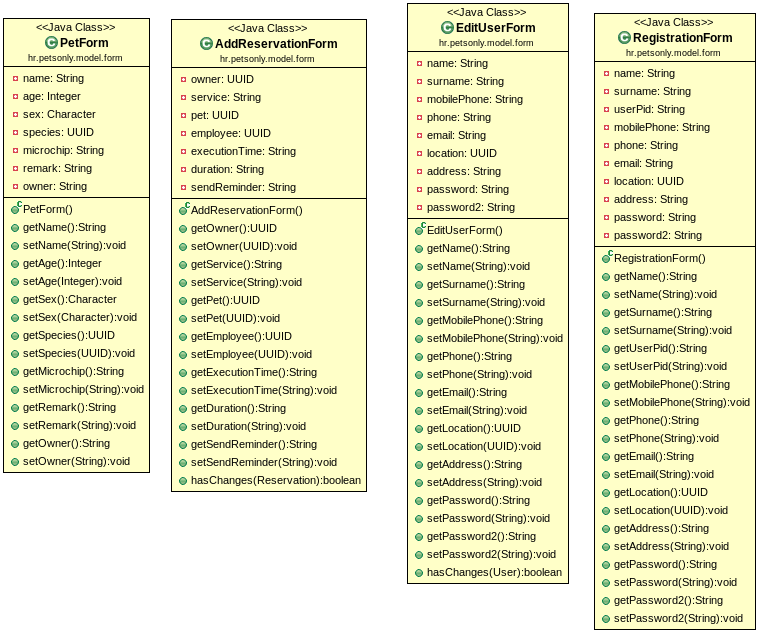 <<Java Class>>
PetForm
hr.petsonly.model.form
name: String
age: Integer
sex: Character
species: UUID
microchip: String
remark: String
owner: String
PetForm()
getName():String
setName(String):void
getAge():Integer
setAge(Integer):void
getSex():Character
setSex(Character):void
getSpecies():UUID
setSpecies(UUID):void
getMicrochip():String
setMicrochip(String):void
getRemark():String
setRemark(String):void
getOwner():String
setOwner(String):void
<<Java Class>>
AddReservationForm
hr.petsonly.model.form
owner: UUID
service: String
pet: UUID
employee: UUID
executionTime: String
duration: String
sendReminder: String
AddReservationForm()
getOwner():UUID
setOwner(UUID):void
getService():String
setService(String):void
getPet():UUID
setPet(UUID):void
getEmployee():UUID
setEmployee(UUID):void
getExecutionTime():String
setExecutionTime(String):void
getDuration():String
setDuration(String):void
getSendReminder():String
setSendReminder(String):void
hasChanges(Reservation):boolean
<<Java Class>>
EditUserForm
hr.petsonly.model.form
name: String
surname: String
mobilePhone: String
phone: String
email: String
location: UUID
address: String
password: String
password2: String
EditUserForm()
getName():String
setName(String):void
getSurname():String
setSurname(String):void
getMobilePhone():String
setMobilePhone(String):void
getPhone():String
setPhone(String):void
getEmail():String
setEmail(String):void
getLocation():UUID
setLocation(UUID):void
getAddress():String
setAddress(String):void
getPassword():String
setPassword(String):void
getPassword2():String
setPassword2(String):void
hasChanges(User):boolean
<<Java Class>>
RegistrationForm
hr.petsonly.model.form
name: String
surname: String
userPid: String
mobilePhone: String
phone: String
email: String
location: UUID
address: String
password: String
password2: String
RegistrationForm()
getName():String
setName(String):void
getSurname():String
setSurname(String):void
getUserPid():String
setUserPid(String):void
getMobilePhone():String
setMobilePhone(String):void
getPhone():String
setPhone(String):void
getEmail():String
setEmail(String):void
getLocation():UUID
setLocation(UUID):void
getAddress():String
setAddress(String):void
getPassword():String
setPassword(String):void
getPassword2():String
setPassword2(String):void